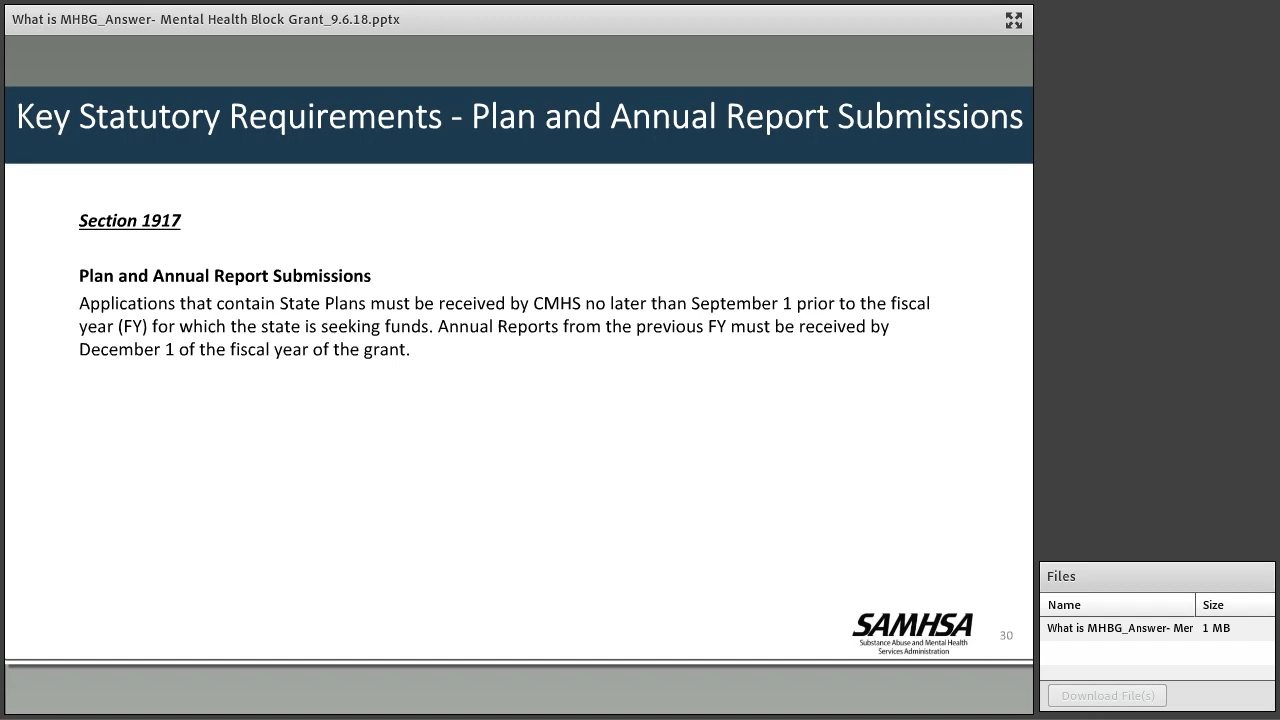 What is MHBG_Answer- Mental Health Block Grant_9.6.18.pptx
Key Statutory Requirements - Plan and Annual Report Submissions
Section 1917
Plan and Annual Report Submissions
Applications that contain State Plans must be received by CMHS no later than September 1 prior to the fiscal
year (FY) for which the state is seeking funds. Annual Reports from the previous FY must be received by
December 1 of the fiscal year of the grant.
SAMHSA
Substance Abuse and Mental Health
Services Administration
30
Files
Name Size
What is MHBG_Answer- Mer 1 MB
Download File(s)